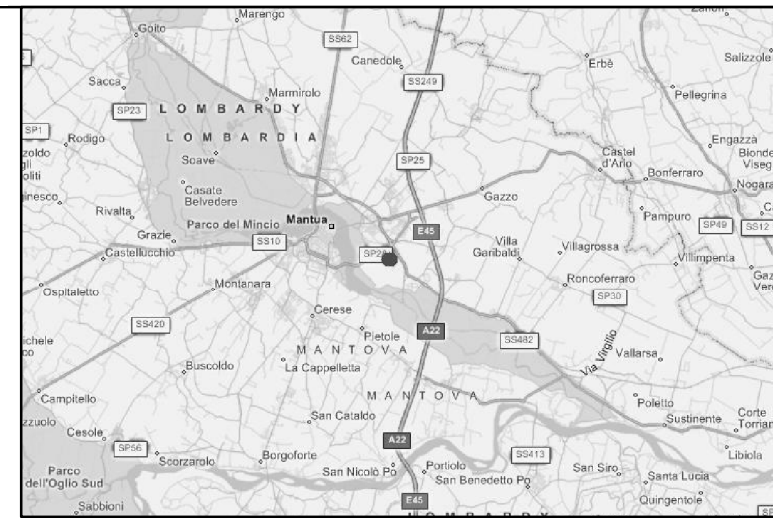 Marengo
Goito
SS62
Canedole
Erbè
Salizzole
SS249
Sacca
Marmirolo
Pellegrina
SP23
LOMBARDY
SP1
Rodigo
LOMBARDIA
Engazzà
Soave
SP25
Castel
d'Ario
Casate
Belvedere
Bonferraro
Nogara
Gazzo
Rivalta
Parco del Mincio
Mantua
Pampuro
SP49
SS12
Grazie
SS10
E45
Villa
Garibaldi
Villagrossa
Castellucchio
Villimpenta
Ospitaletto
Montanara
Roncoferraro
SP30
Cerese
SS420
Pietole
A22
SS482
MANTOVA
Via Virgilio
Vallarsa
Buscoldo
La Cappelletta
Campitello
MANTOVA
Poletto
San Cataldo
Sustinente
Corte
Cesole
A22
SP56
Scorzarolo
Borgoforte
SS413
Libiola
Parco
dell'Oglio Sud
San Nicolò Po
Portiolo
San Siro
San Benedetto Po
Santa Lucia
Quingentole
Sabbioni
E45
LOMBARDY